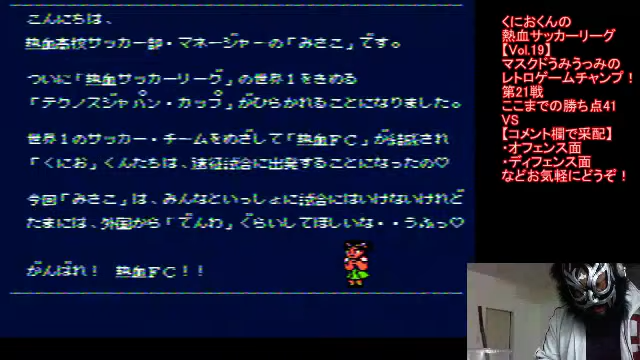 こんにちは、
熱血高校サッカー部・マネージャーの「みさこ」です。
ついに「熱血サッカーリーグ」の世界1をきめる
「テクノスジャパン・カップ」がひらかれることになりました。
世界1のサッカー・チームをめざして「熱血FC」が結成され
「くにお」くんたちは、遠征試合に出発することになったの♡
今回「みさこ」は、みんなといっしょに試合にはいけないけれど
たまには、外国から「でんわ」ぐらいしてほしいな・・うふっ♡
がんばれ! 熱血FC!!
くにおくんの
熱血サッカーリーグ
【Vol.19】
マスクドうみうっみの
レトロゲームチャンプ!
第21戦
ここまでの勝ち点41
VS
【コメント欄で采配】
・オフェンス面
・ディフェンス面
などお気軽にどうぞ!